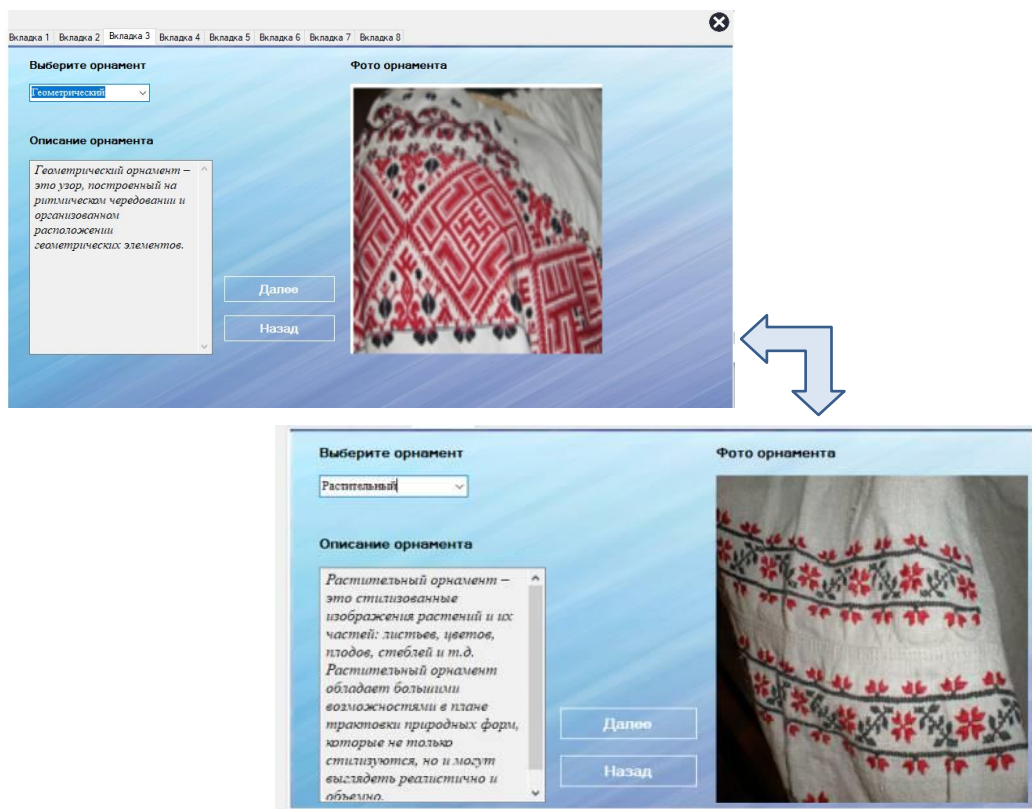 Вкладка 1 Вкладка 2 Вкладка 3 Вкладка 4 Вкладка 5 Вкладка 6 Вкладка 7 Вкладка 8
Выберите орнамент
Фото орнамента
Геометрический
Описание орнамента
Геометрический орнамент –
это узор, построенный на
ритмическом чередовании и
организованном
расположении
геометрических элементов.
Далее
Назад
Выберите орнамент
Фото орнамента
Растительный
Описание орнамента
Растительный орнамент –
это стилизованные
изображения растений и их
частей: листьев, цветов,
плодов, стеблей и т.д.
Растительный орнамент
обладает большими
возможностями в плане
трактовки природных форм,
которые не только
стилизуются, но и могут
выглядеть реалистично и
объемно.
Далее
Назад